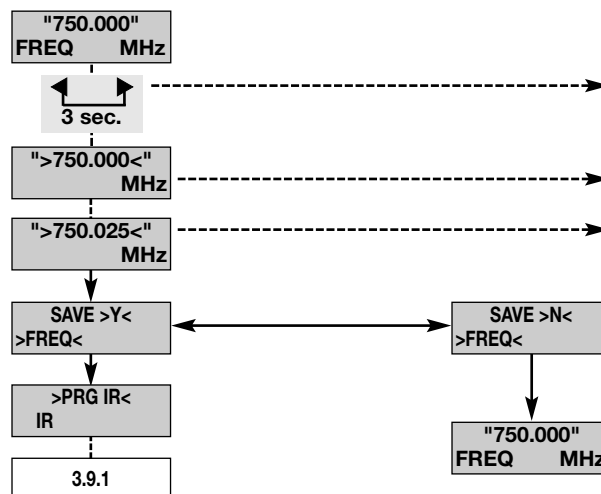 "750.000"
FREQ MHz
3 sec.
">750.000<"
MHz
">750.025<"
MHz
SAVE >Y<
>FREQ<
SAVE >N<
>FREQ<
>PRG IR<
IR
"750.000"
FREQ MHz
3.9.1